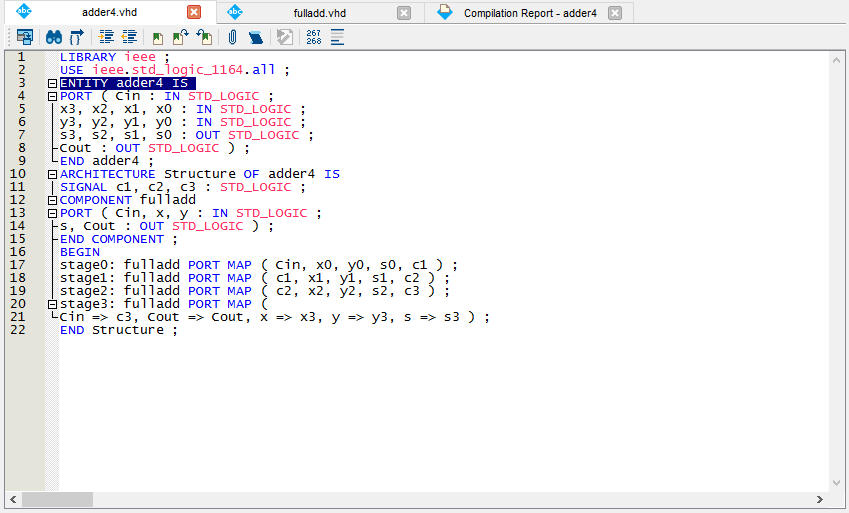 adder4.vhd
fulladd.vhd
Compilation Report - adder4
267
268
1 LIBRARY ieee ;
2 USE ieee.std_logic_1164.all ;
3 ENTITY adder4 IS
4 PORT ( Cin : IN STD_LOGIC ;
5 x3, x2, x1, x0 : IN STD_LOGIC ;
6 y3, y2, y1, y0 : IN STD_LOGIC ;
7 s3, s2, s1, s0 : OUT STD_LOGIC ;
8 Cout : OUT STD_LOGIC ) ;
9 END adder4 ;
10 ARCHITECTURE Structure OF adder4 IS
11 SIGNAL c1, c2, c3 : STD_LOGIC ;
12 COMPONENT fulladd
13 PORT ( Cin, x, y : IN STD_LOGIC ;
14 s, Cout : OUT STD_LOGIC ) ;
15 END COMPONENT ;
16 BEGIN
17 stage0: fulladd PORT MAP ( Cin, x0, y0, s0, c1 ) ;
18 stage1: fulladd PORT MAP ( c1, x1, y1, s1, c2 ) ;
19 stage2: fulladd PORT MAP ( c2, x2, y2, s2, c3 ) ;
20 stage3: fulladd PORT MAP (
21 Cin => c3, Cout => Cout, x => x3, y => y3, s => s3 ) ;
22 END Structure ;